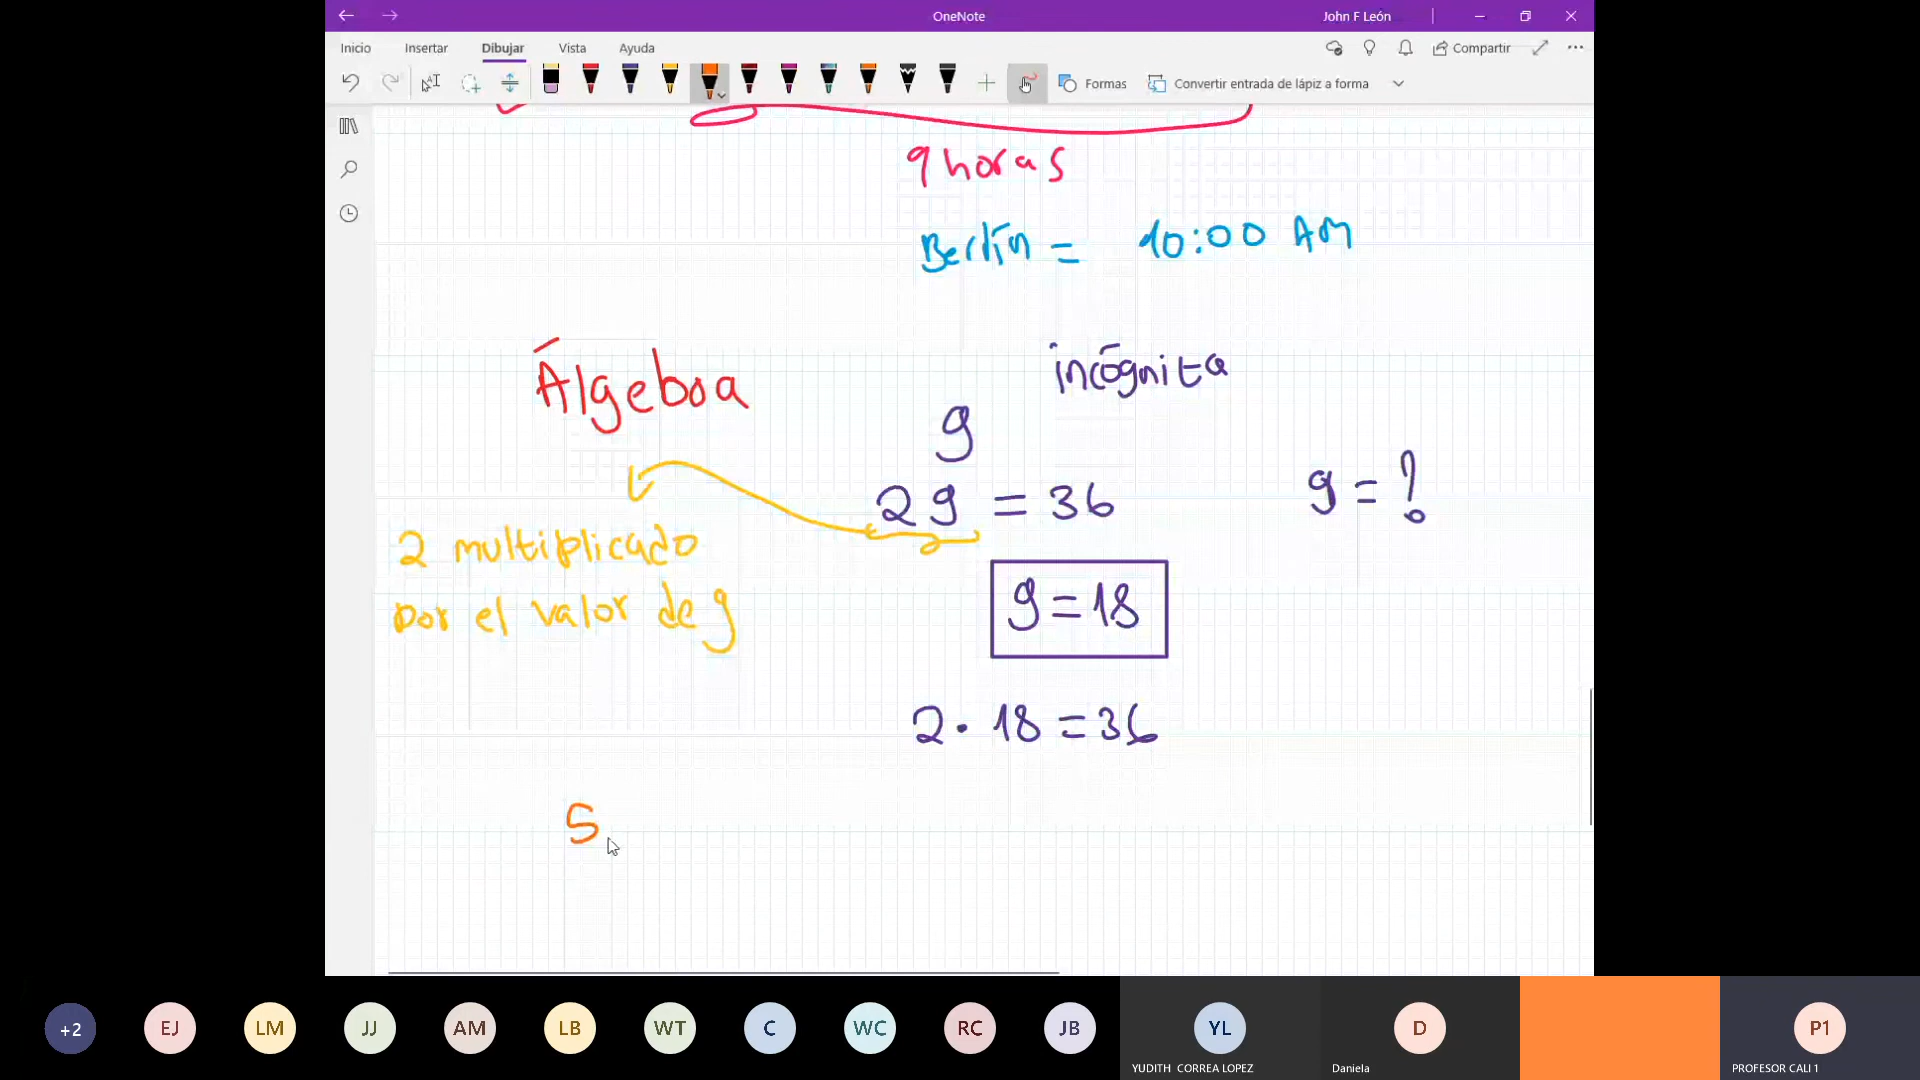 OneNote
John F León
Inicio Insertar Dibujar Vista Ayuda
Compartir
Formas
Convertir entrada de lápiz a forma
9 horas
Berlín = 10:00 AM
Álgebra
incógnita
g
2g = 36
g = ?
2 multiplicado
por el valor de g
g = 18
2 · 18 = 36
5
+2 EJ LM JJ AM LB WT C WC RC JB YL D P1
YUDITH CORREA LOPEZ
Daniela
PROFESOR CALI 1